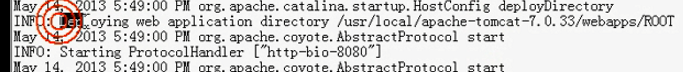 May 14, 2013 5:49:00 PM org.apache.catalina.startup.HostConfig deployDirectory
INFO: Deploying web application directory /usr/local/apache-tomcat-7.0.33/webapps/ROOT
May 14, 2013 5:49:00 PM org.apache.coyote.AbstractProtocol start
INFO: Starting ProtocolHandler ["http-bio-8080"]
May 14, 2013 5:49:00 PM org.apache.coyote.AbstractProtocol start